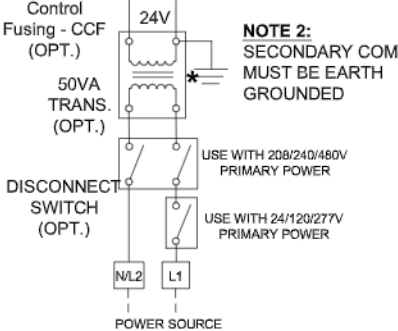 Control
Fusing - CCF
(OPT.)
24V
NOTE 2:
SECONDARY COM
MUST BE EARTH
GROUNDED
*
50VA
TRANS.
(OPT.)
USE WITH 208/240/480V
PRIMARY POWER
DISCONNECT
SWITCH
(OPT.)
USE WITH 24/120/277V
PRIMARY POWER
N/L2
L1
POWER SOURCE